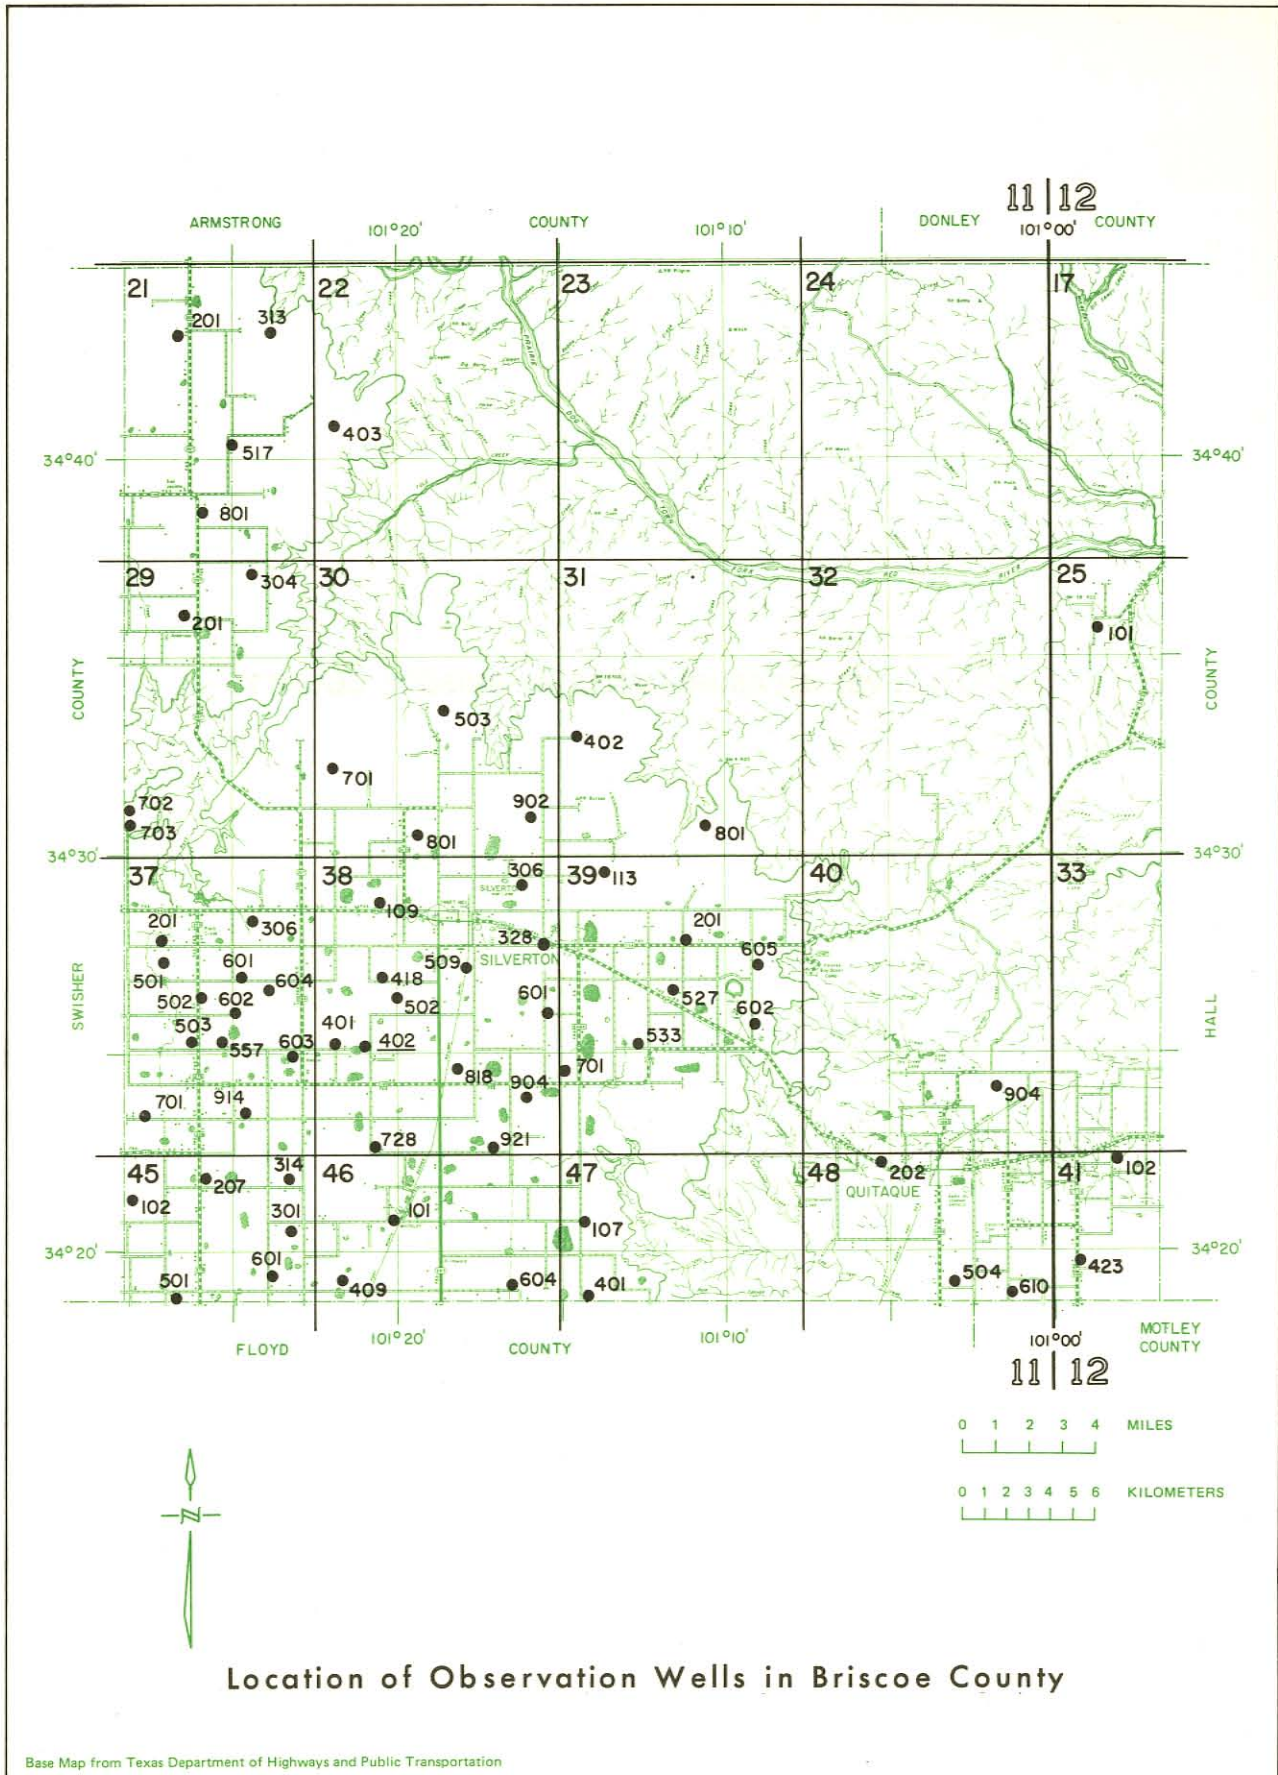 11 | 12
ARMSTRONG COUNTY DONLEY COUNTY
101°20' 101°10' 101°00'
21 22 23 24 17
201 313
403
517
34°40' 34°40'
801
PRAIRIE
DOG
TOWN
FORK
RED
RIVER
CREEK
29 30 31 32 25
304
201
101
COUNTY COUNTY
503
402
701
702
902
703
801 801
34°30' 34°30'
37 38 39 40 33
306 113
SILVERTON
109
201 306 201
328
SILVERTON
605
501 601 604 418 509
502 602 502 601 527 602
SWISHER HALL
503 557 603 401 402 533
818 701
904 904
701 914
728 921
45 46 47 48 41
314 202 102
207
QUITAQUE
102
301 101 107
34°20' 34°20'
601 423
501 409 604 401 504 610
101°20' 101°10' 101°00'
FLOYD COUNTY MOTLEY
COUNTY
11 | 12
0 1 2 3 4 MILES
0 1 2 3 4 5 6 KILOMETERS
N
Location of Observation Wells in Briscoe County
Base Map from Texas Department of Highways and Public Transportation